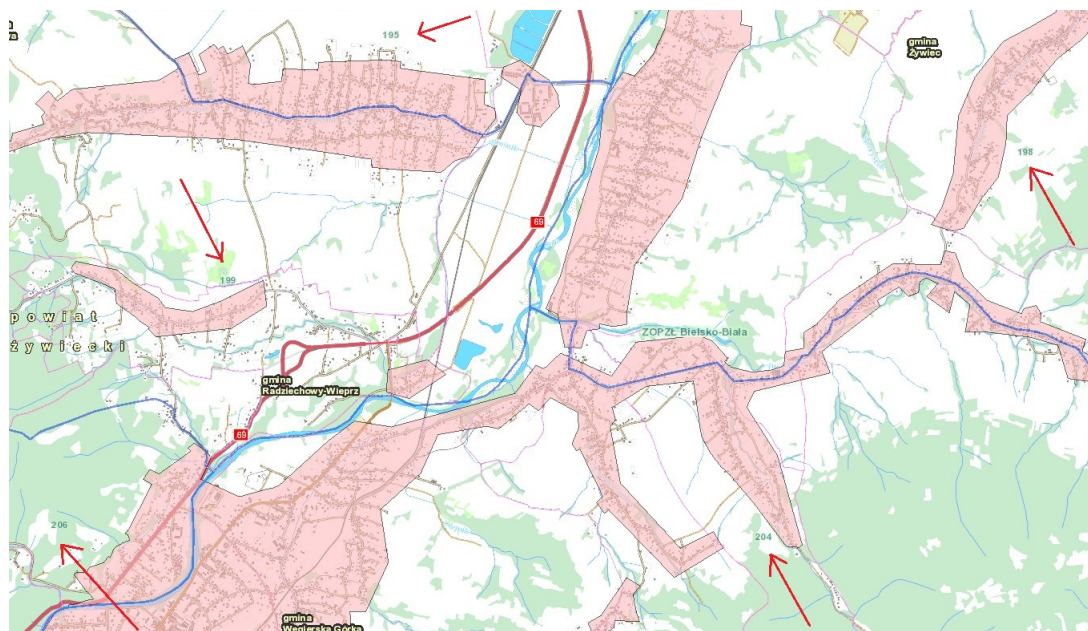 195
gmina
Żywiec
198
69
199
powiat
żywiecki
ZOPZŁ Bielsko-Biała
gmina
Radziechowy-Wieprz
69
206
204
gmina
Węgierska Górka